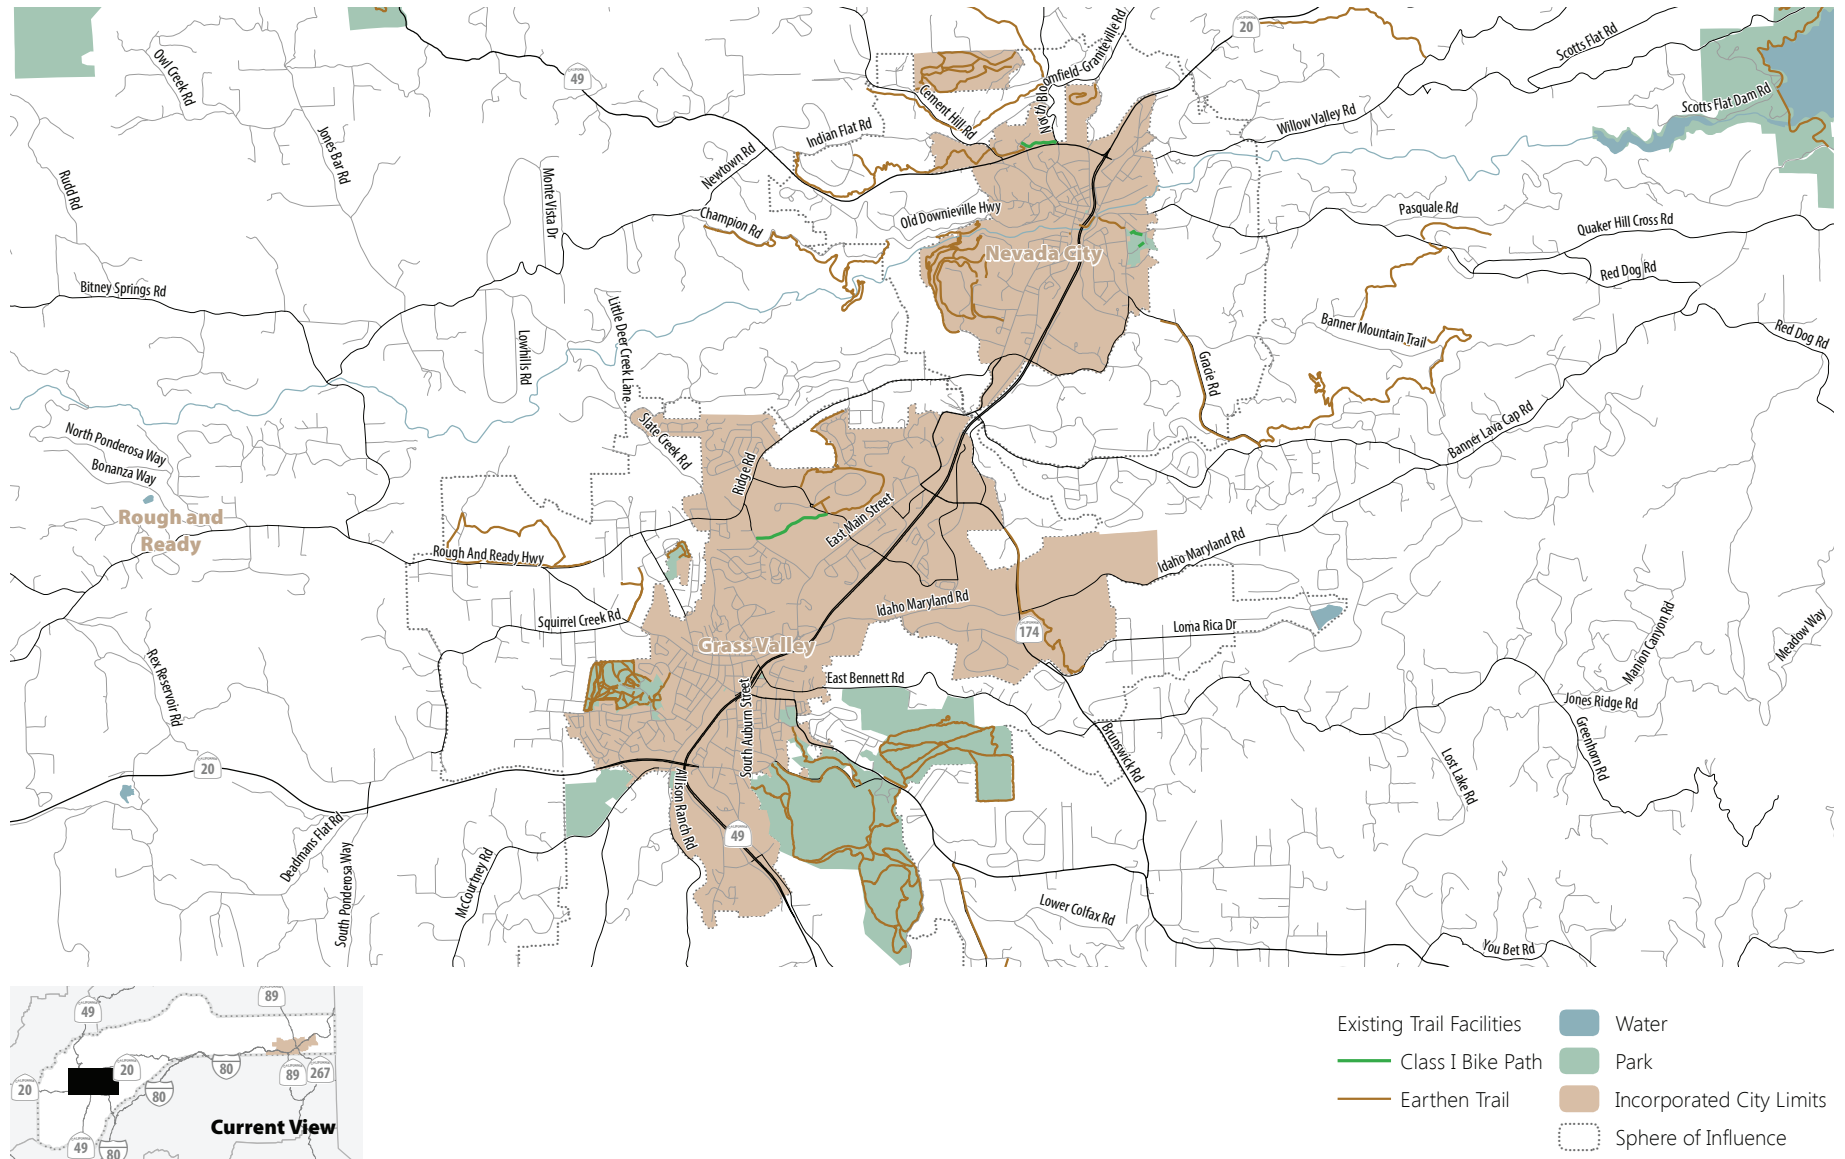 20
Scotts Flat Rd
Owl Creek Rd
49
North Bloomfield-Graniteville Rd
Scotts Flat Dam Rd
Cement Hill Rd
Willow Valley Rd
Indian Flat Rd
Jones Bar Rd
Newtown Rd
Rudd Rd
Monte Vista Dr
Champion Rd
Old Downieville Hwy
Pasquale Rd
Quaker Hill Cross Rd
Nevada City
Red Dog Rd
Bitney Springs Rd
Little Deer Creek Lane
Banner Mountain Trail
Red Dog Rd
Lowhills Rd
Gracie Rd
North Ponderosa Way
Slate Creek Rd
Banner Lava Cap Rd
Bonanza Way
Ridge Rd
Rough and
Ready
East Main Street
Rough And Ready Hwy
Idaho Maryland Rd
Idaho Maryland Rd
Squirrel Creek Rd
174
Loma Rica Dr
Grass Valley
Manion Canyon Rd
Meadow Way
Rex Reservoir Rd
East Bennett Rd
South Auburn Street
Jones Ridge Rd
Brunswick Rd
Greenhorn Rd
20
Lost Lake Rd
Allison Ranch Rd
49
Deadmans Flat Rd
South Ponderosa Way
McCourtney Rd
Lower Colfax Rd
You Bet Rd
89
49
20
80
89
267
20
80
49
80
Current View
Existing Trail Facilities
Class I Bike Path
Earthen Trail
Water
Park
Incorporated City Limits
Sphere of Influence